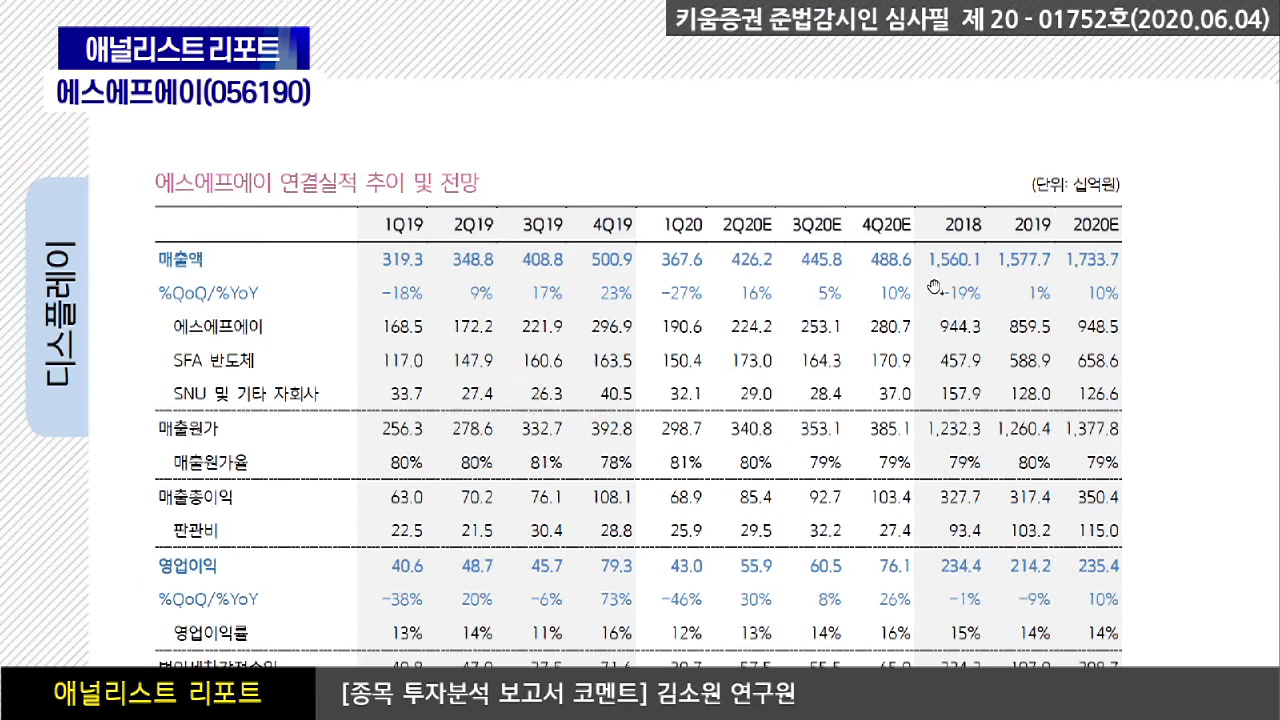 키움증권 준법감시인 심사필 제 20 - 01752호(2020.06.04)
애널리스트 리포트
에스에프에이(056190)
디스플레이
에스에프에이 연결실적 추이 및 전망
(단위: 십억원)
1Q19 2Q19 3Q19 4Q19 1Q20 2Q20E 3Q20E 4Q20E 2018 2019 2020E
매출액 319.3 348.8 408.8 500.9 367.6 426.2 445.8 488.6 1,560.1 1,577.7 1,733.7
%QoQ/%YoY -18% 9% 17% 23% -27% 16% 5% 10% -19% 1% 10%
에스에프에이 168.5 172.2 221.9 296.9 190.6 224.2 253.1 280.7 944.3 859.5 948.5
SFA 반도체 117.0 147.9 160.6 163.5 150.4 173.0 164.3 170.9 457.9 588.9 658.6
SNU 및 기타 자회사 33.7 27.4 26.3 40.5 32.1 29.0 28.4 37.0 157.9 128.0 126.6
매출원가 256.3 278.6 332.7 392.8 298.7 340.8 353.1 385.1 1,232.3 1,260.4 1,377.8
매출원가율 80% 80% 81% 78% 81% 80% 79% 79% 79% 80% 79%
매출총이익 63.0 70.2 76.1 108.1 68.9 85.4 92.7 103.4 327.7 317.4 350.4
판관비 22.5 21.5 30.4 28.8 25.9 29.5 32.2 27.4 93.4 103.2 115.0
영업이익 40.6 48.7 45.7 79.3 43.0 55.9 60.5 76.1 234.4 214.2 235.4
%QoQ/%YoY -38% 20% -6% 73% -46% 30% 8% 26% -1% -9% 10%
영업이익률 13% 14% 11% 16% 12% 13% 14% 16% 15% 14% 14%
애널리스트 리포트
[종목 투자분석 보고서 코멘트] 김소원 연구원